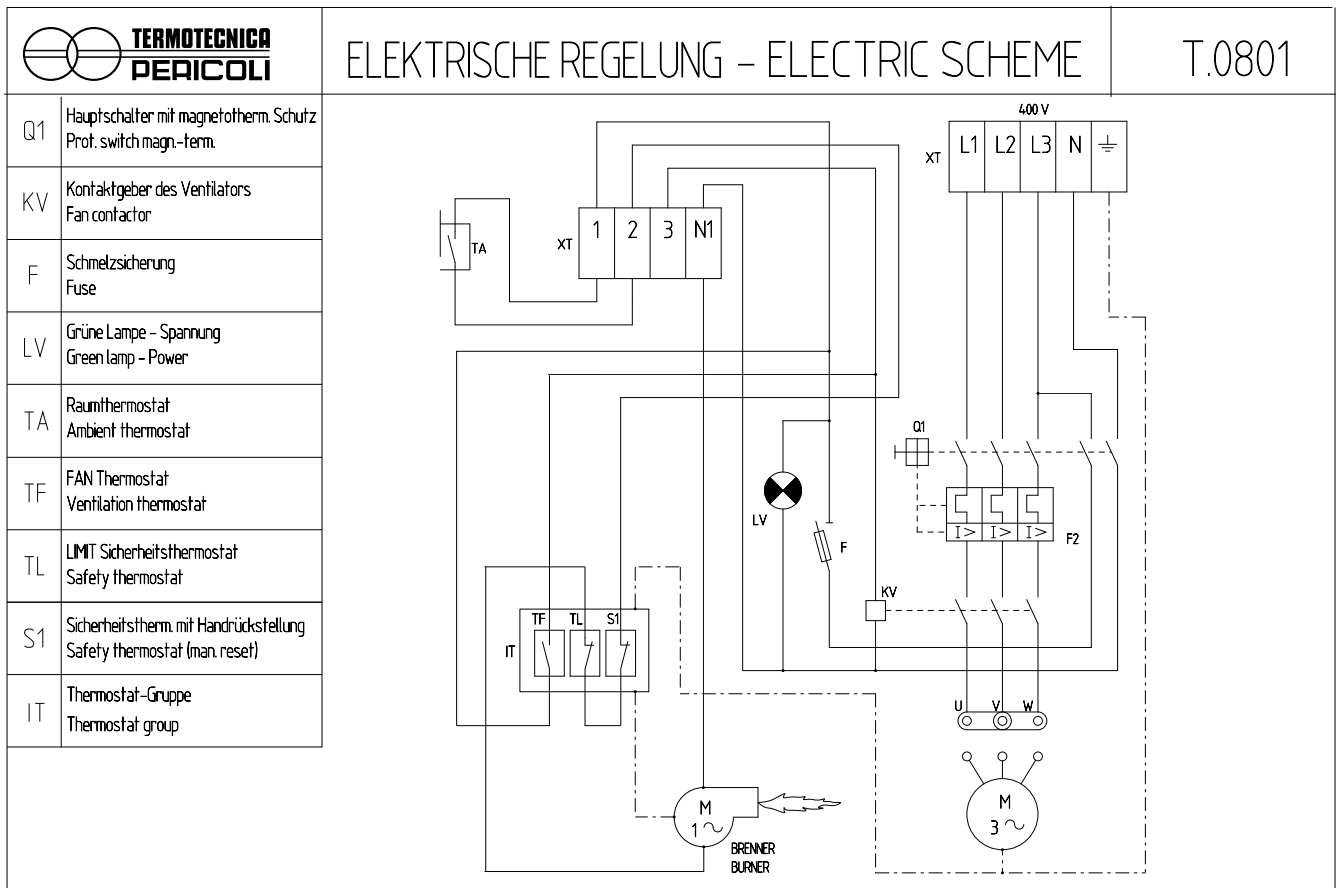 TERMOTECNICA
PERICOLI
ELEKTRISCHE REGELUNG - ELECTRIC SCHEME
T.0801
Q1
Hauptschalter mit magnetotherm. Schutz
Prot. switch magn.-term.
KV
Kontaktgeber des Ventilators
Fan contactor
F
Schmelzsicherung
Fuse
LV
Grüne Lampe - Spannung
Green lamp - Power
TA
Raumthermostat
Ambient thermostat
TF
FAN Thermostat
Ventilation thermostat
TL
LIMIT Sicherheitsthermostat
Safety thermostat
S1
Sicherheitstherm. mit Handrückstellung
Safety thermostat (man. reset)
IT
Thermostat-Gruppe
Thermostat group
400 V
XT L1 L2 L3 N
TA
XT 1 2 3 N1
Q1
LV
F
F2
I> I> I>
KV
TF TL S1
IT
U V W
M
1
BRENNER
BURNER
M
3